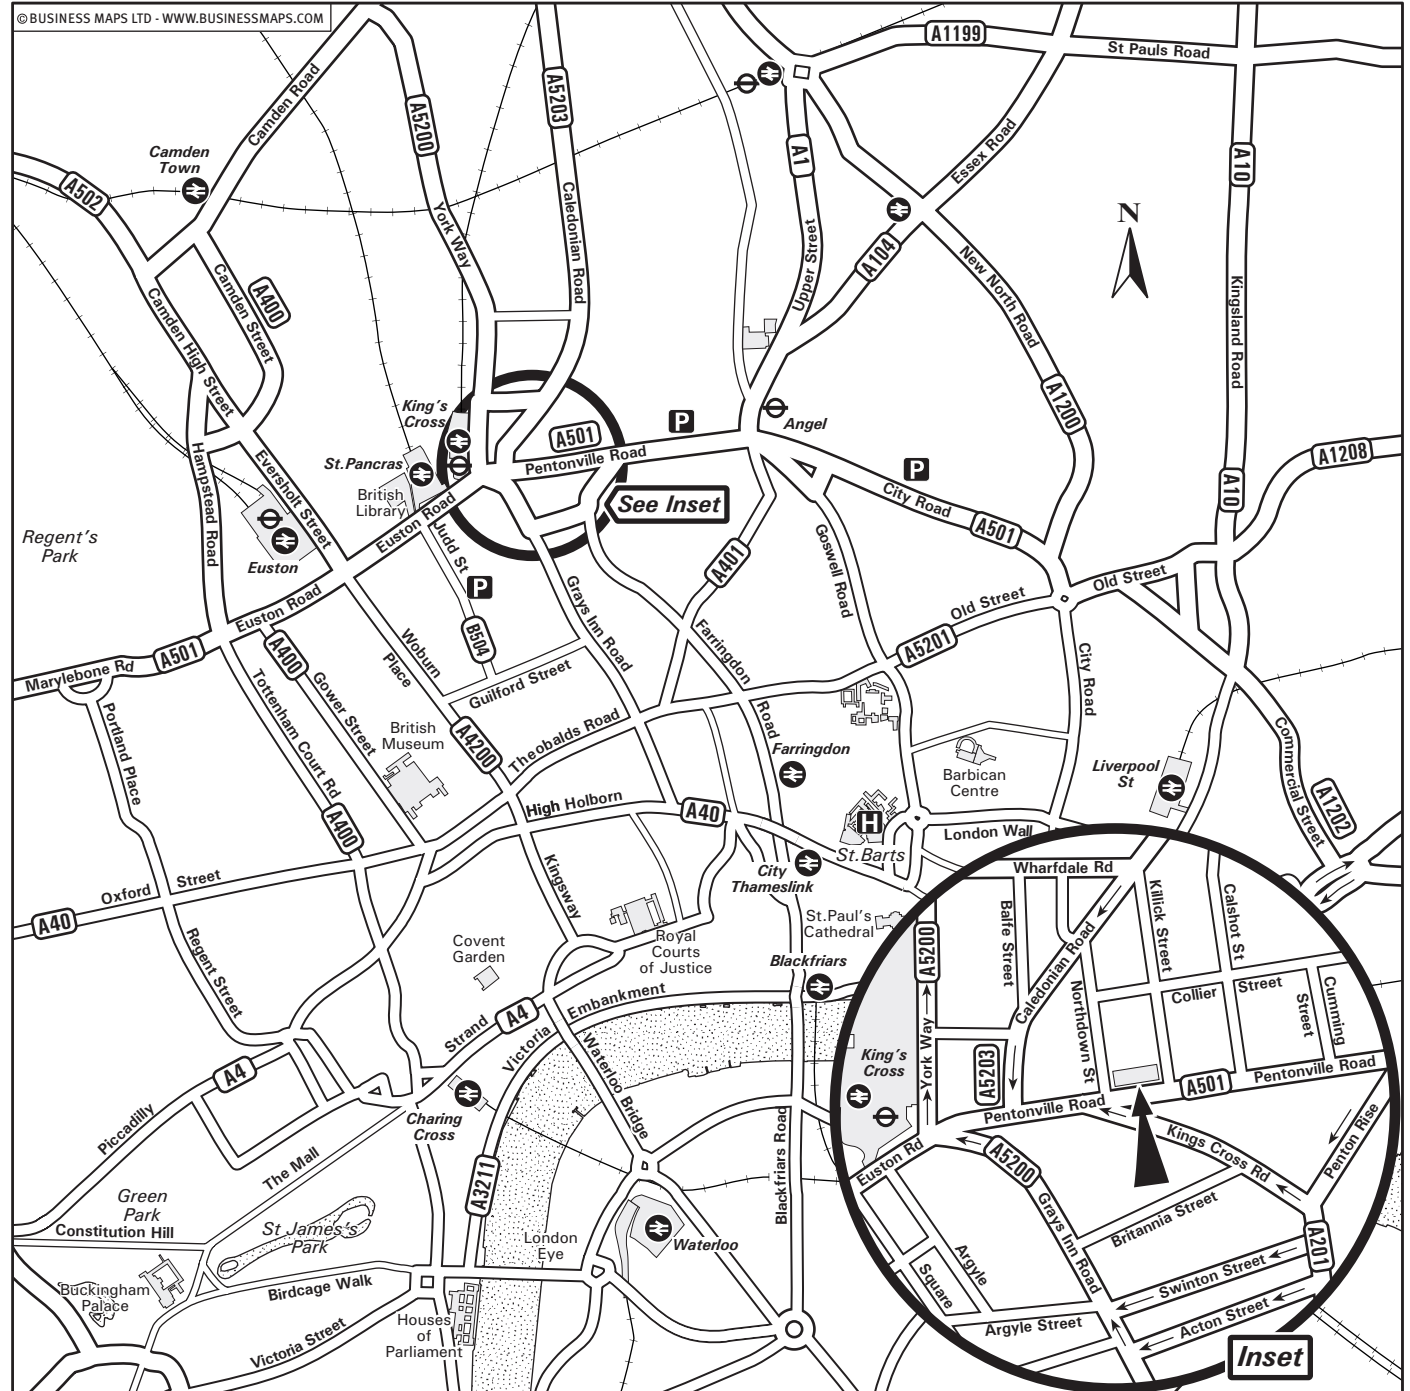 © BUSINESS MAPS LTD - WWW.BUSINESSMAPS.COM
A1199
St Pauls Road
A5203
A5200
Camden Road
Camden
Town
A502
A1
Essex Road
A10
York Way
Caledonian Road
Upper Street
A104
New North Road
N
Kingsland Road
Camden High Street
Camden Street
A400
King's
Cross
A501
P
Angel
A1200
A1208
St.Pancras
Pentonville Road
P
City Road
A10
British
Library
Euston Road
See Inset
A501
Hampstead Road
Eversholt Street
Regent's
Park
Euston
Judd St
P
A401
Goswell Road
Old Street
Old Street
Euston Road
Grays Inn Road
Farringdon
Road
A5201
B504
Woburn
Place
Guilford Street
Marylebone Rd
A501
A400
Gower Street
Tottenham Court Rd
City Road
Portland Place
British
Museum
A4200
Theobalds Road
Farringdon
Barbican
Centre
Liverpool
St
Commercial Street
A1202
High Holborn
A40
H
London Wall
St.Barts
A400
Oxford
Street
A40
Kingsway
City
Thameslink
St.Paul's
Cathedral
Regent Street
Covent
Garden
Royal
Courts
of Justice
Blackfriars
Strand
A4
Victoria
Embankment
Waterloo Bridge
A4
Piccadilly
Charing
Cross
Blackfriars Road
The Mall
A3211
Green
Park
Constitution Hill
St James's
Park
London
Eye
Waterloo
Buckingham
Palace
Birdcage Walk
Houses
of
Parliament
Victoria Street
Wharfdale Rd
Balfe Street
Killick Street
Calshot St
A5200
Caledonian Road
Northdown St
Collier
Street
Cumming
Street
King's
Cross
York Way
A5203
Pentonville Road
A501
Pentonville Road
Euston Rd
A5200
Kings Cross Rd
Penton Rise
Grays Inn Road
Britannia Street
A201
Argyle
Square
Swinton Street
Argyle Street
Acton Street
Inset